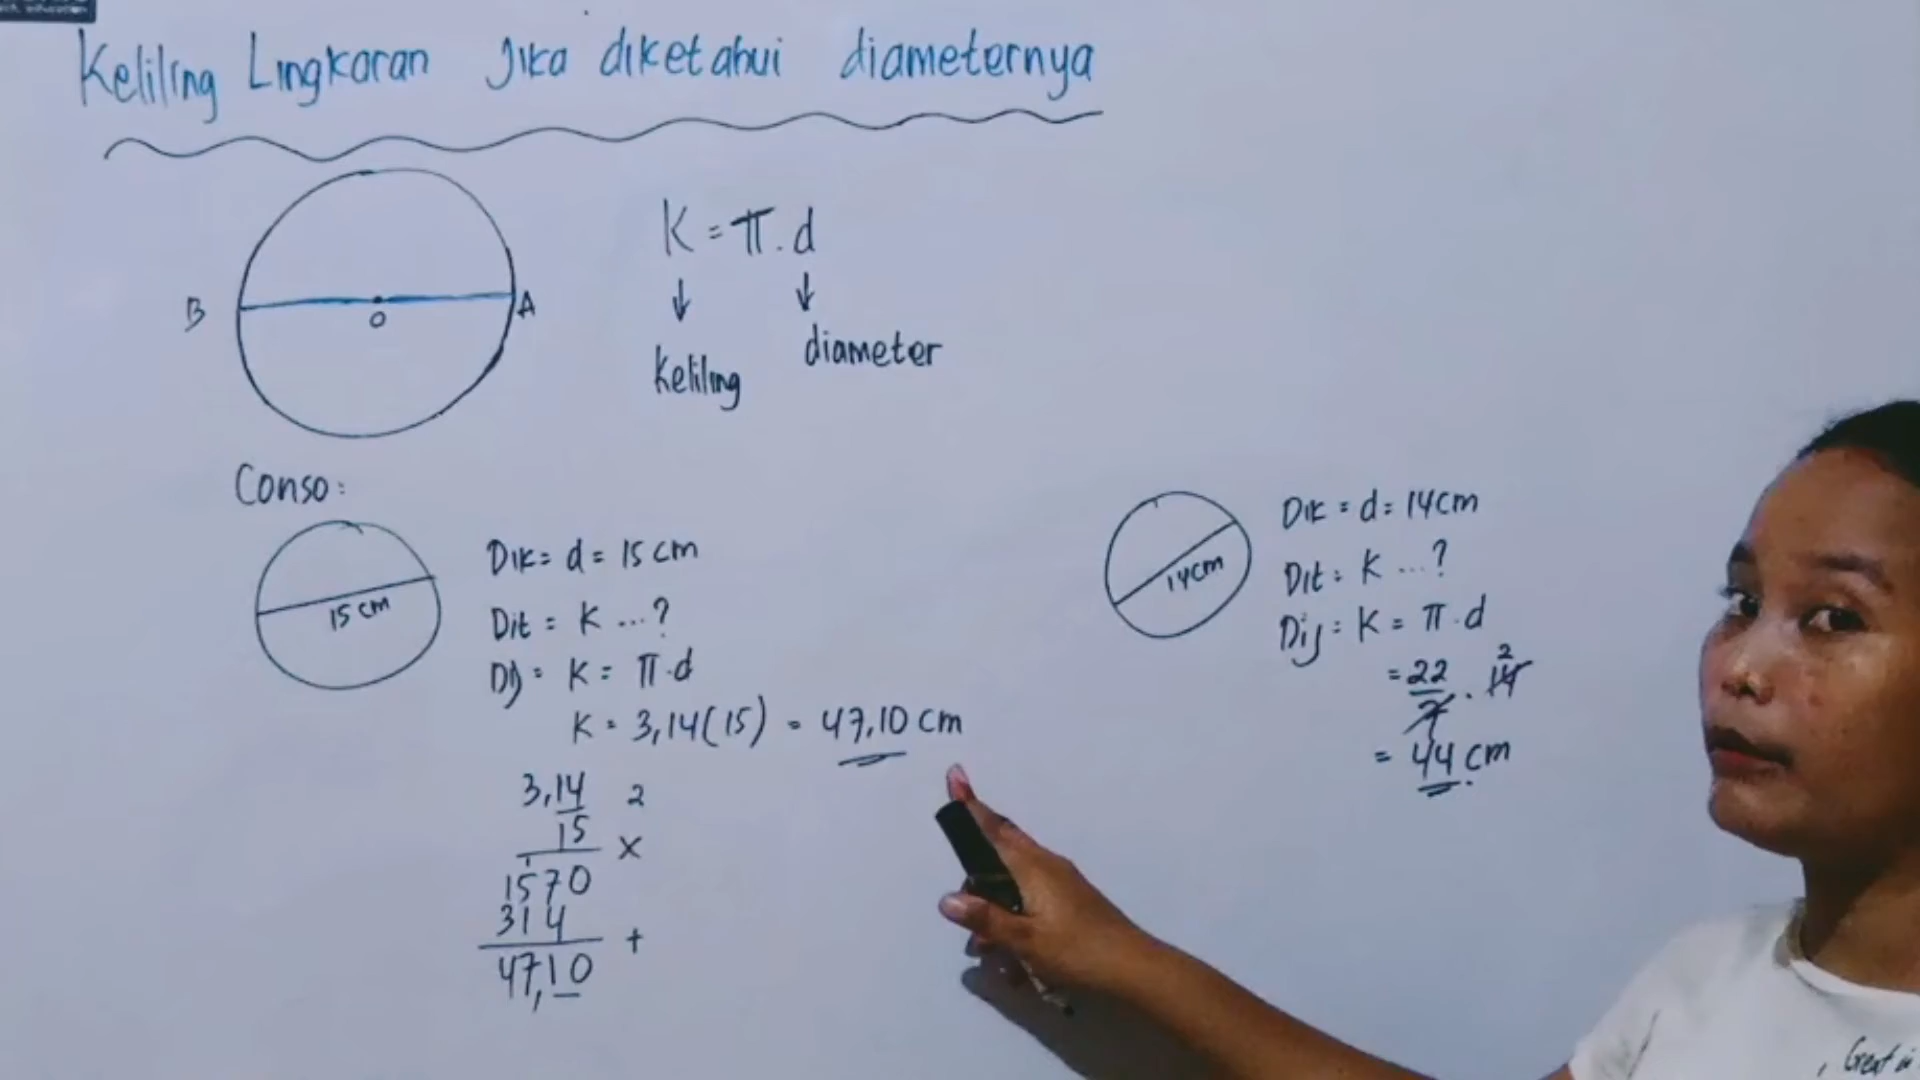 Keliling Lingkaran Jika diketahui diameternya
B O A
K = π . d
↓ ↓
Keliling diameter
Conso:
15 cm
Dik = d = 15 cm
Dit = K ...?
Dij = K = π . d
K = 3,14(15) = 47,10 cm
3,14 2
15 x
1570
314 +
47,10
14cm
Dik = d = 14cm
Dit = K ...?
Dij = K = π . d
= 22/7 . 14 2
= 44 cm.
Great